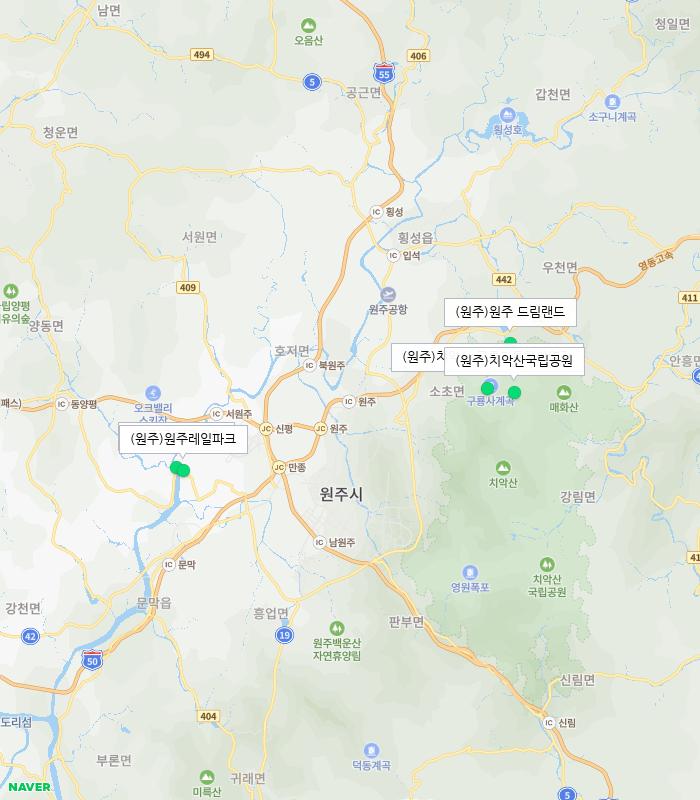 남면
오음산
494
406
청일면
5
55
공근면
갑천면
소구니계곡
횡성호
청운면
IC 횡성
서원면
횡성읍
IC 입석
우천면
영동고속
442
409
411
원주공항
양동면
(원주)원주 드림랜드
호저면
IC 북원주
(원주)치
(원주)치악산국립공원
안흥면
소초면
구룡사계곡
매화산
IC 동양평
오크밸리
스키장
IC 서원주
IC 원주
JC 신평
JC 원주
(원주)원주레일파크
JC 만종
치악산
원주시
강림면
IC 남원주
IC 문막
영원폭포
치악산
국립공원
강천면
문막읍
흥업면
판부면
42
19
원주백운산
자연휴양림
50
신림면
404
도리섬
IC 신림
부론면
덕동계곡
미륵산
귀래면
5
NAVER